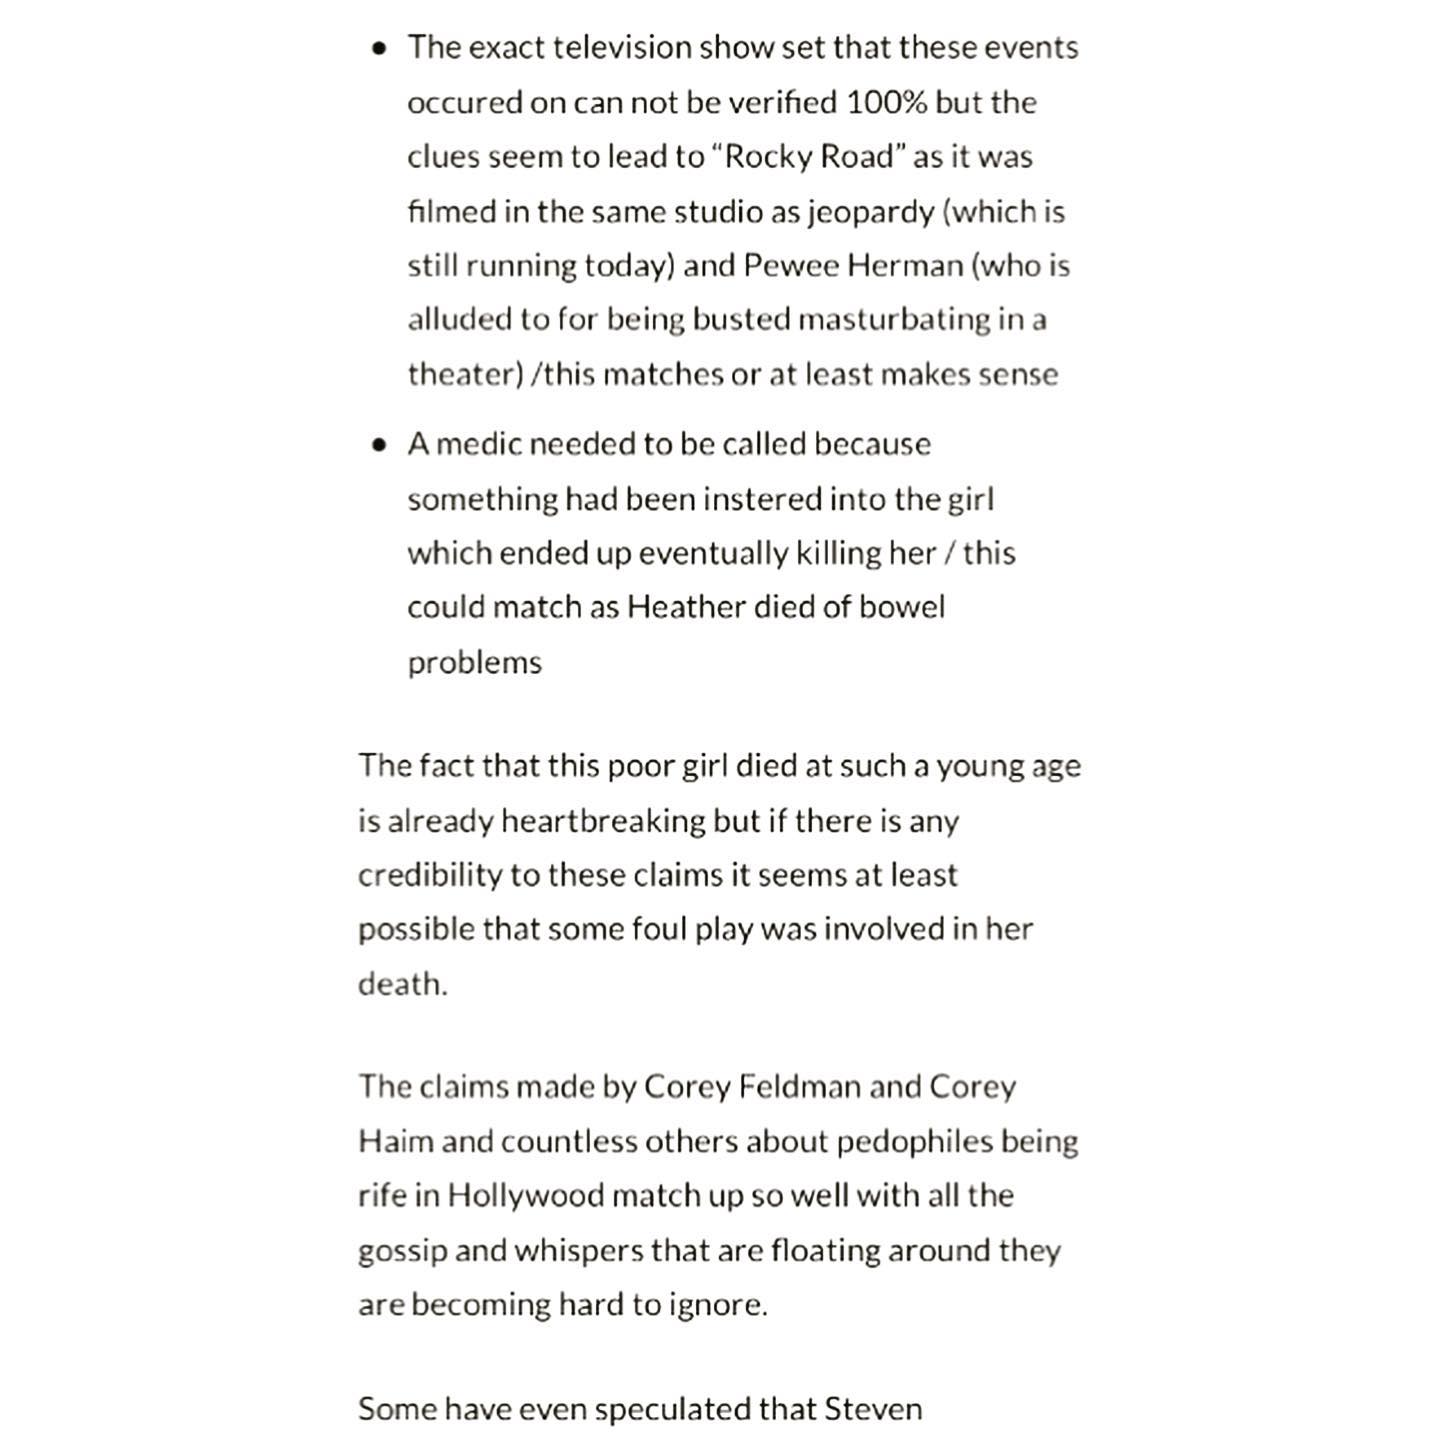 The exact television show set that these events
occured on can not be verified 100% but the
clues seem to lead to “Rocky Road” as it was
filmed in the same studio as jeopardy (which is
still running today) and Pewee Herman (who is
alluded to for being busted masturbating in a
theater) /this matches or at least makes sense
A medic needed to be called because
something had been instered into the girl
which ended up eventually killing her / this
could match as Heather died of bowel
problems
The fact that this poor girl died at such a young age
is already heartbreaking but if there is any
credibility to these claims it seems at least
possible that some foul play was involved in her
death.
The claims made by Corey Feldman and Corey
Haim and countless others about pedophiles being
rife in Hollywood match up so well with all the
gossip and whispers that are floating around they
are becoming hard to ignore.
Some have even speculated that Steven